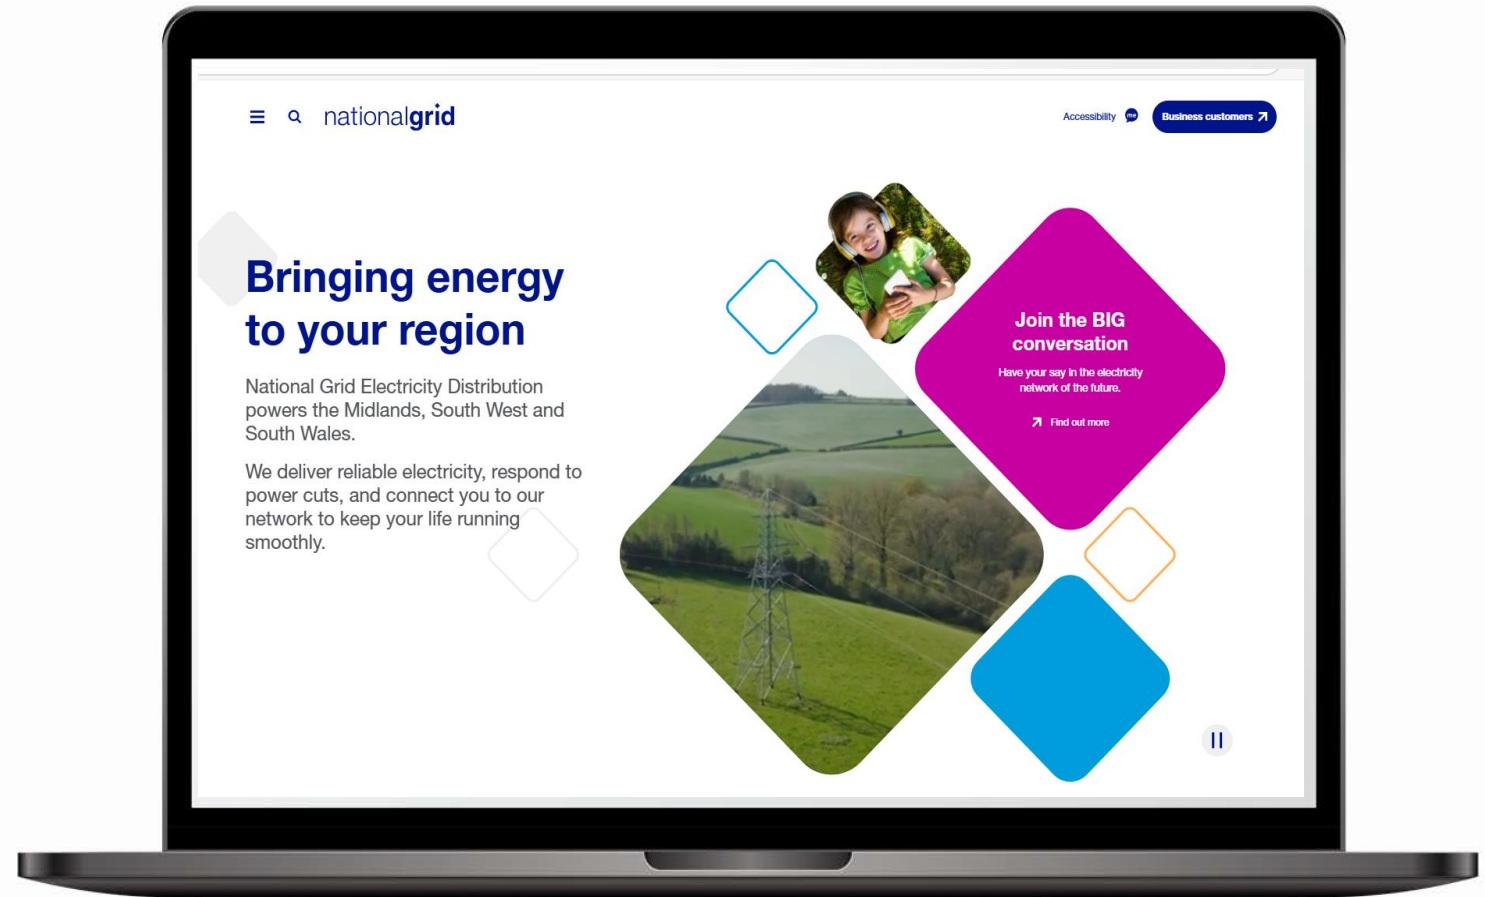 nationalgrid
Accessibility
me
Business customers
Bringing energy
to your region
National Grid Electricity Distribution
powers the Midlands, South West and
South Wales.
We deliver reliable electricity, respond to
power cuts, and connect you to our
network to keep your life running
smoothly.
Join the BIG
conversation
Have your say in the electricity
network of the future.
Find out more